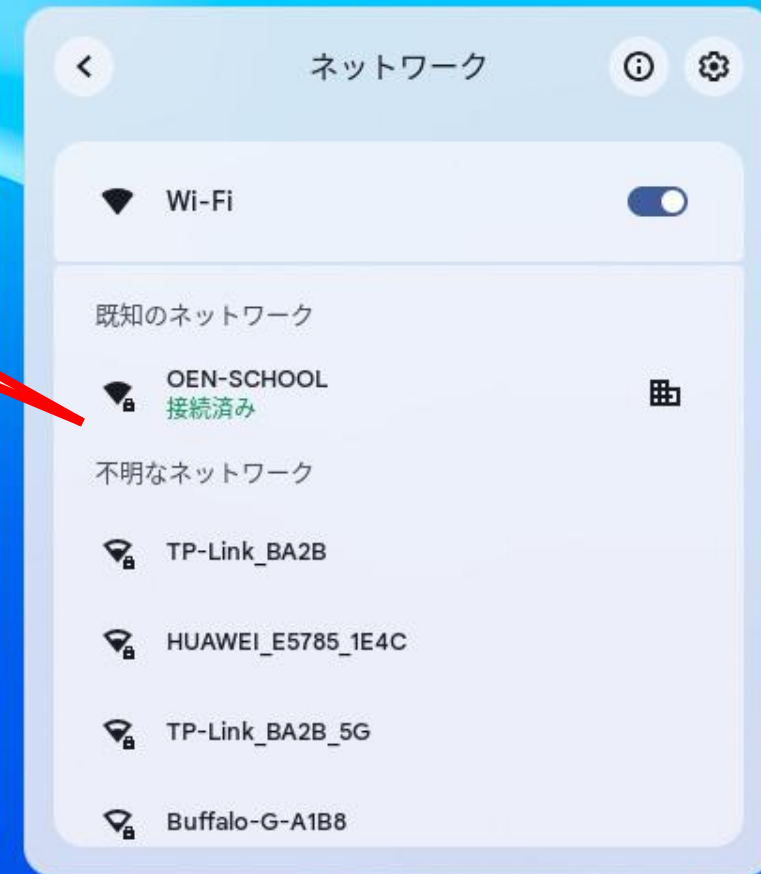 ネットワーク
Wi-Fi
既知のネットワーク
OEN-SCHOOL
接続済み
不明なネットワーク
TP-Link_BA2B
HUAWEI_E5785_1E4C
TP-Link_BA2B_5G
Buffalo-G-A1B8